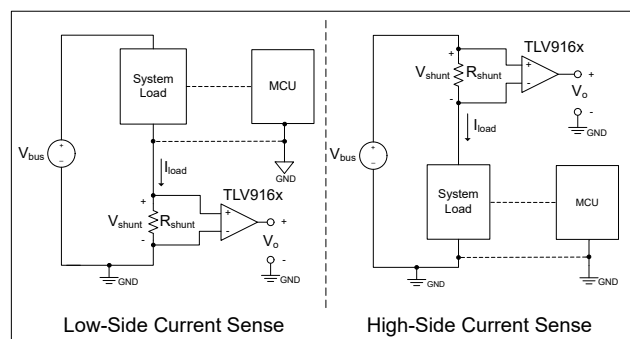 System
Load
MCU
V_bus
+
-
GND
I_load
TLV916x
V_shunt
+
-
R_shunt
+
-
+
V_o
-
GND
GND
Low-Side Current Sense
TLV916x
V_shunt
+
-
R_shunt
+
-
+
V_o
-
GND
I_load
V_bus
+
-
System
Load
MCU
GND
GND
High-Side Current Sense